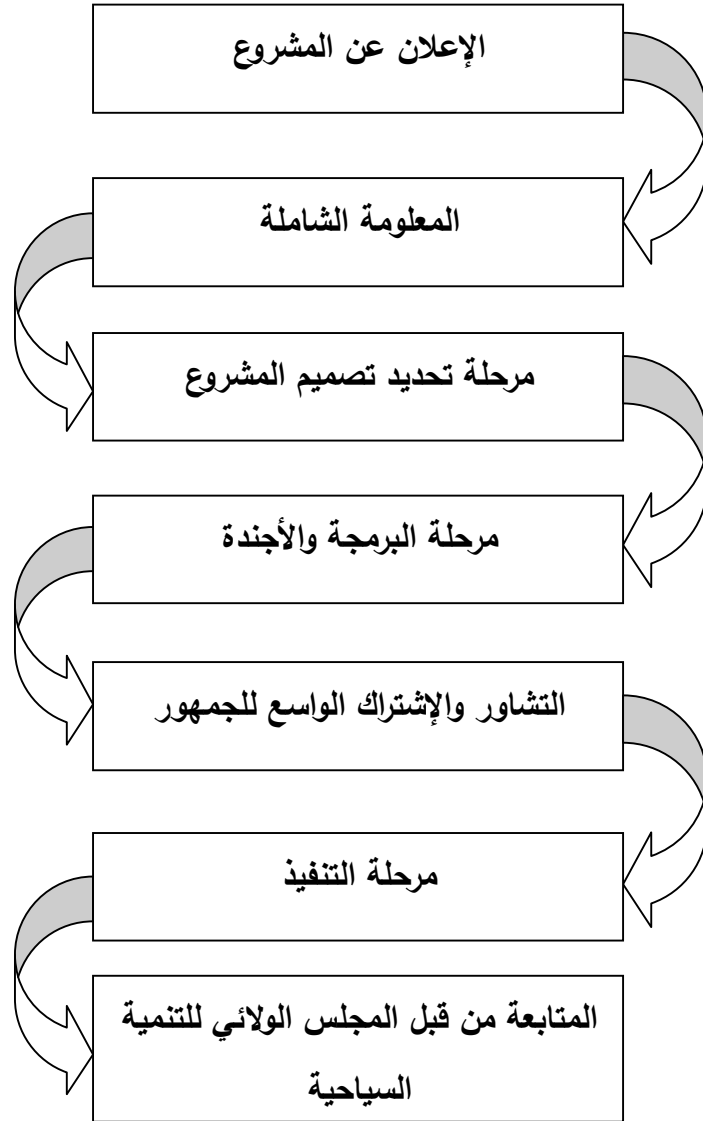 الإعلان عن المشروع
المعلومة الشاملة
مرحلة تحديد تصميم المشروع
مرحلة البرمجة والأجندة
التشاور والإشتراك الواسع للجمهور
مرحلة التنفيذ
المتابعة من قبل المجلس الولائي للتنمية
السياحية